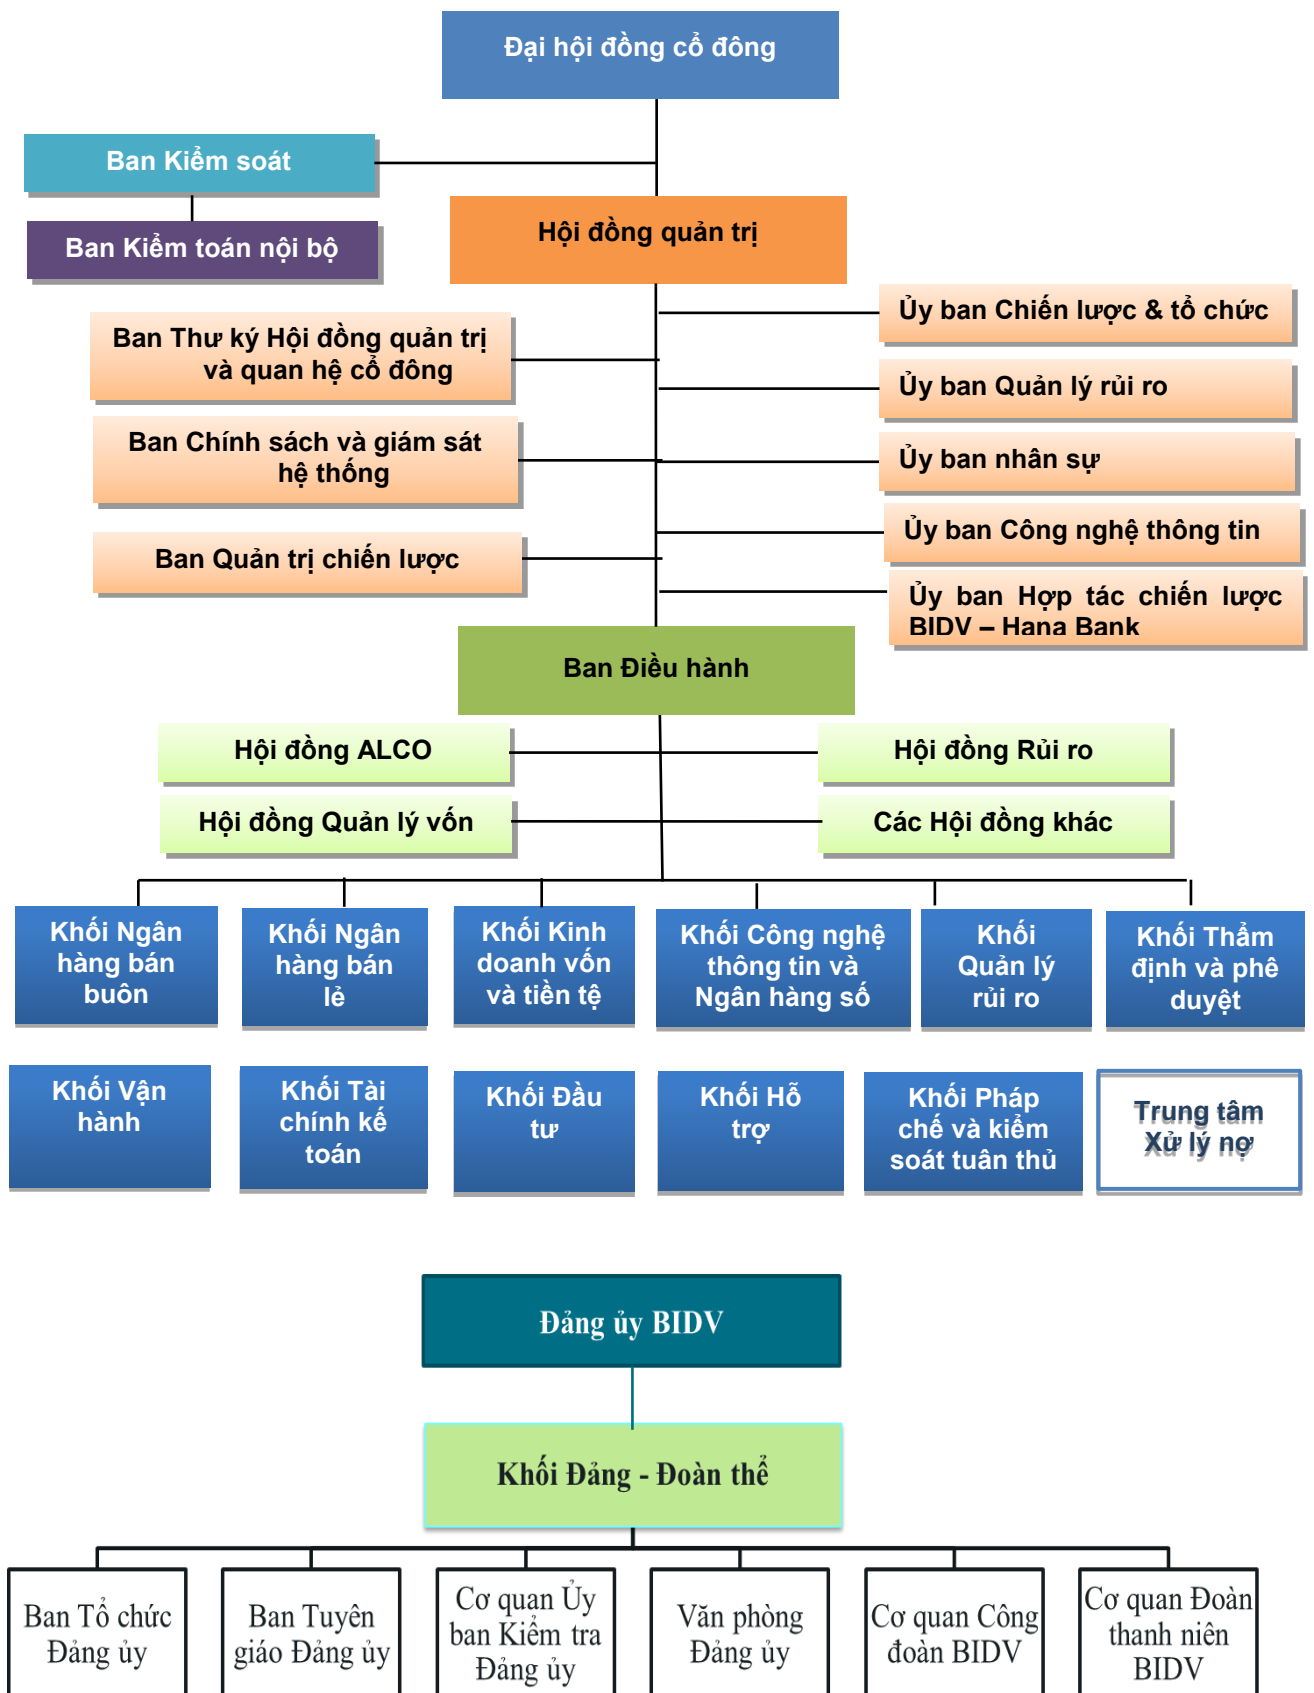 Đại hội đồng cổ đông
Ban Kiểm soát
Ban Kiểm toán nội bộ
Hội đồng quản trị
Ban Thư ký Hội đồng quản trị
và quan hệ cổ đông
Ban Chính sách và giám sát
hệ thống
Ban Quản trị chiến lược
Ủy ban Chiến lược & tổ chức
Ủy ban Quản lý rủi ro
Ủy ban nhân sự
Ủy ban Công nghệ thông tin
Ủy ban Hợp tác chiến lược
BIDV – Hana Bank
Ban Điều hành
Hội đồng ALCO
Hội đồng Rủi ro
Hội đồng Quản lý vốn
Các Hội đồng khác
Khối Ngân
hàng bán
buôn
Khối Ngân
hàng bán
lẻ
Khối Kinh
doanh vốn
và tiền tệ
Khối Công nghệ
thông tin và
Ngân hàng số
Khối
Quản lý
rủi ro
Khối Thẩm
định và phê
duyệt
Khối Vận
hành
Khối Tài
chính kế
toán
Khối Đầu
tư
Khối Hỗ
trợ
Khối Pháp
chế và kiểm
soát tuân thủ
Trung tâm
Xử lý nợ
Đảng ủy BIDV
Khối Đảng - Đoàn thể
Ban Tổ chức
Đảng ủy
Ban Tuyên
giáo Đảng ủy
Cơ quan Ủy
ban Kiểm tra
Đảng ủy
Văn phòng
Đảng ủy
Cơ quan Công
đoàn BIDV
Cơ quan Đoàn
thanh niên
BIDV